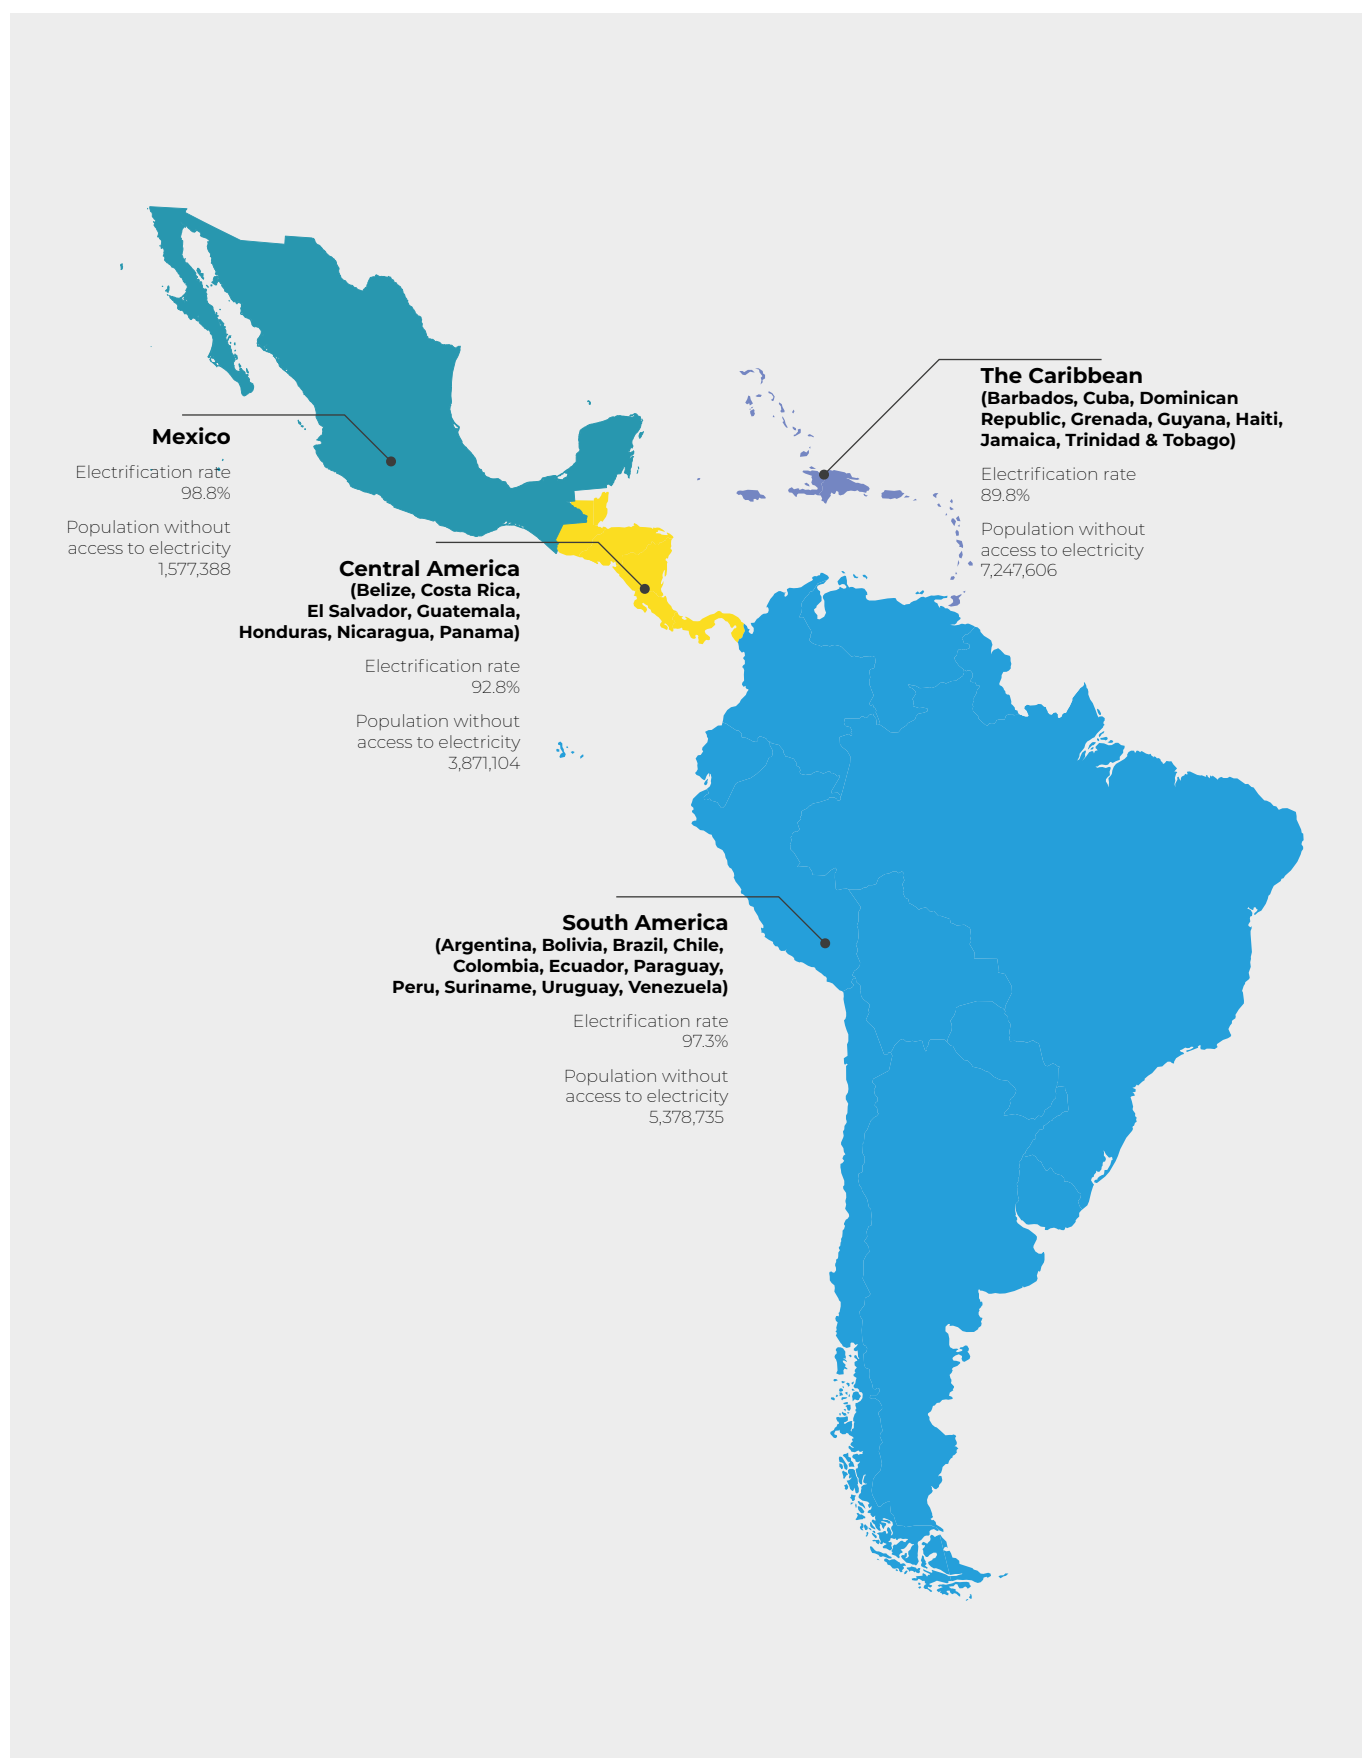 Mexico
Electrification rate
98.8%
Population without
access to electricity
1,577,388
Central America
(Belize, Costa Rica,
El Salvador, Guatemala,
Honduras, Nicaragua, Panama)
Electrification rate
92.8%
Population without
access to electricity
3,871,104
The Caribbean
(Barbados, Cuba, Dominican
Republic, Grenada, Guyana, Haiti,
Jamaica, Trinidad & Tobago)
Electrification rate
89.8%
Population without
access to electricity
7,247,606
South America
(Argentina, Bolivia, Brazil, Chile,
Colombia, Ecuador, Paraguay,
Peru, Suriname, Uruguay, Venezuela)
Electrification rate
97.3%
Population without
access to electricity
5,378,735